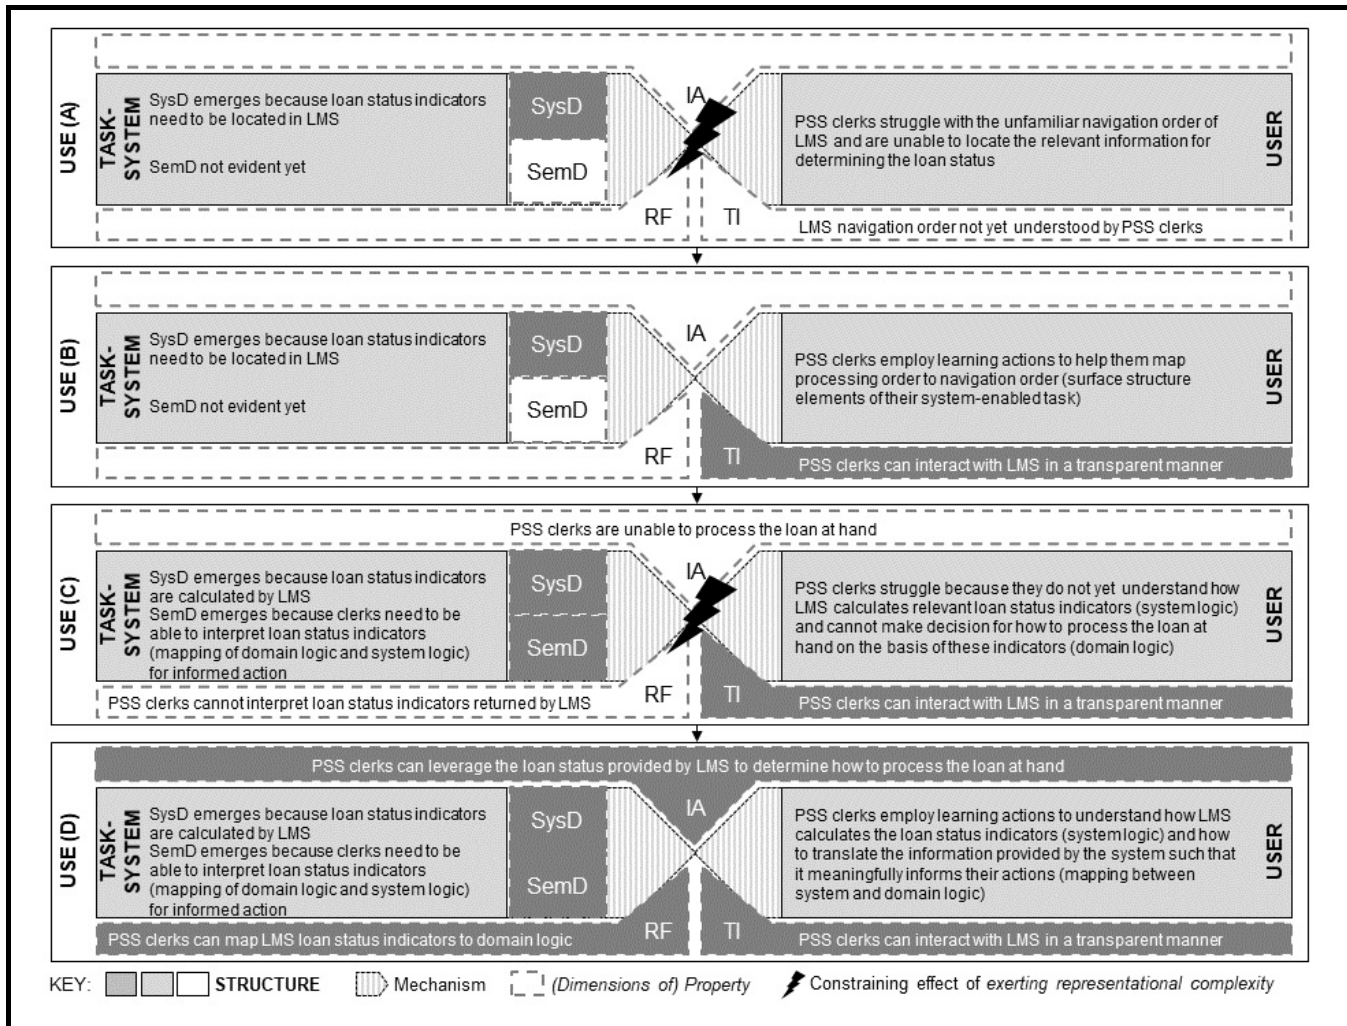 USE (A)
TASK-
SYSTEM
SysD emerges because loan status indicators
need to be located in LMS
SemD not evident yet
SysD
SemD
IA
RF
TI
PSS clerks struggle with the unfamiliar navigation order of
LMS and are unable to locate the relevant information for
determining the loan status
USER
LMS navigation order not yet understood by PSS clerks
USE (B)
TASK-
SYSTEM
SysD emerges because loan status indicators
need to be located in LMS
SemD not evident yet
SysD
SemD
IA
RF
TI
PSS clerks employ learning actions to help them map
processing order to navigation order (surface structure
elements of their system-enabled task)
USER
PSS clerks can interact with LMS in a transparent manner
USE (C)
PSS clerks are unable to process the loan at hand
TASK-
SYSTEM
SysD emerges because loan status indicators
are calculated by LMS
SemD emerges because clerks need to be
able to interpret loan status indicators
(mapping of domain logic and system logic)
for informed action
SysD
SemD
IA
RF
TI
PSS clerks struggle because they do not yet understand how
LMS calculates relevant loan status indicators (system logic)
and cannot make decision for how to process the loan at
hand on the basis of these indicators (domain logic)
USER
PSS clerks cannot interpret loan status indicators returned by LMS
PSS clerks can interact with LMS in a transparent manner
USE (D)
PSS clerks can leverage the loan status provided by LMS to determine how to process the loan at hand
TASK-
SYSTEM
SysD emerges because loan status indicators
are calculated by LMS
SemD emerges because clerks need to be
able to interpret loan status indicators
(mapping of domain logic and system logic)
for informed action
SysD
SemD
IA
RF
TI
PSS clerks employ learning actions to understand how LMS
calculates the loan status indicators (system logic) and how
to translate the information provided by the system such that
it meaningfully informs their actions (mapping between
system and domain logic)
USER
PSS clerks can map LMS loan status indicators to domain logic
PSS clerks can interact with LMS in a transparent manner
KEY: STRUCTURE Mechanism (Dimensions of) Property Constraining effect of exerting representational complexity